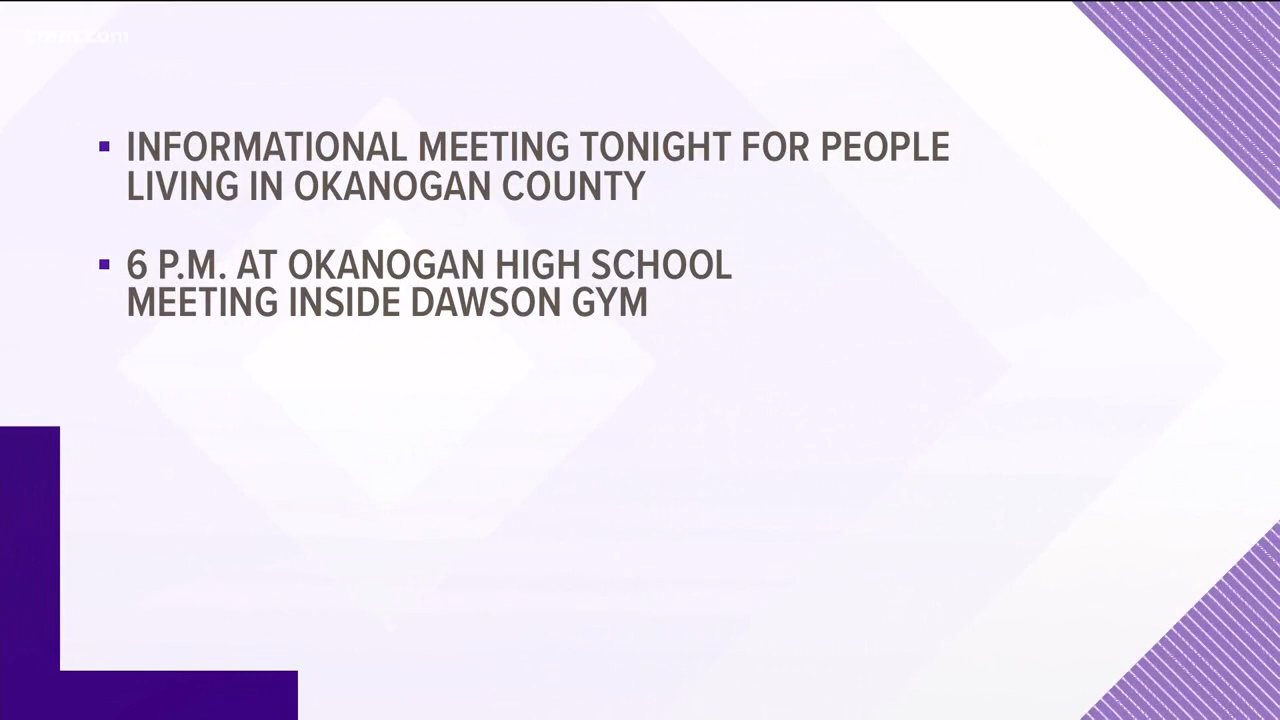 INFORMATIONAL MEETING TONIGHT FOR PEOPLE
LIVING IN OKANOGAN COUNTY
6 P.M. AT OKANOGAN HIGH SCHOOL
MEETING INSIDE DAWSON GYM